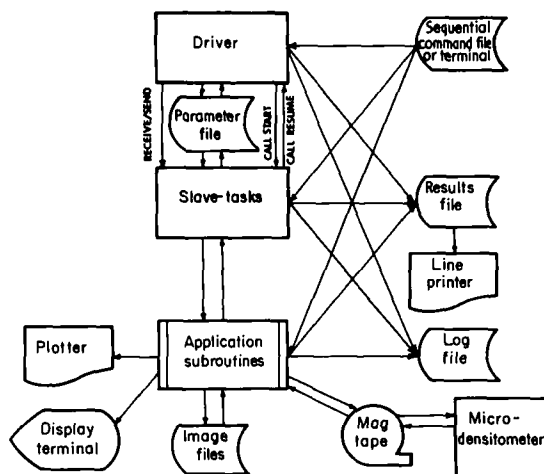 Driver
Sequential
command file
or terminal
RECEIVE/SEND
Parameter
file
CALL START
CALL RESUME
Slave-tasks
Results
file
Line
printer
Plotter
Application
subroutines
Log
file
Display
terminal
Image
files
Mag
tape
Micro-
densitometer